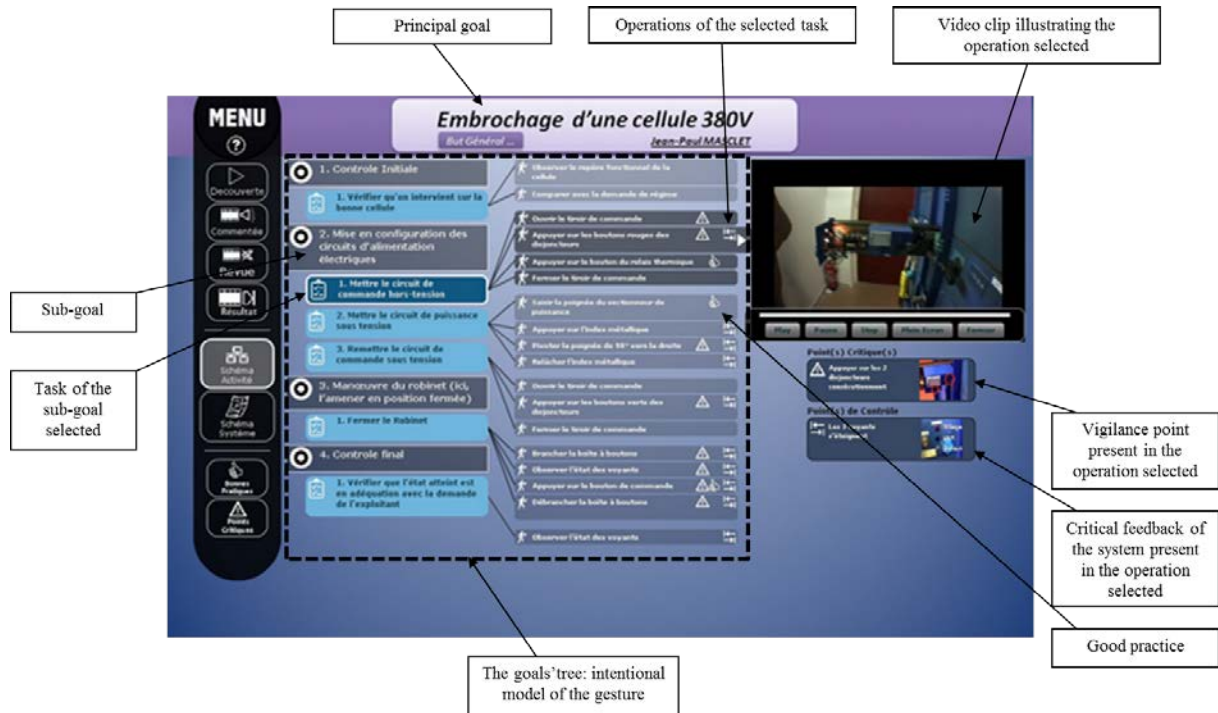 Principal goal
Operations of the selected task
Video clip illustrating the
operation selected
MENU
?
Decouverte
Commentée
Révue
Résultat
Schéma
Activité
Schéma
Système
Bonnes
Pratiques
Points
Critiques
Embrochage d'une cellule 380V
But Général ...
Jean-Paul MASCLET
1. Controle Initiale
1. Vérifier qu'on intervient sur la
bonne cellule
2. Mise en configuration des
circuits d'alimentation
électriques
1. Mettre le circuit de
commande hors-tension
2. Mettre le circuit de puissance
sous tension
3. Remettre le circuit de
commande sous tension
3. Manœuvre du robinet (ici,
l'amener en position fermée)
1. Fermer le Robinet
4. Controle final
1. Vérifier que l'état atteint est
en adéquation avec la demande
de l'exploitant
Observer le repère fonctionnel de la
cellule
Comparer avec la demande de régime
Ouvrir le tiroir de commande
Appuyer sur les boutons rouges des
disjoncteurs
Appuyer sur le bouton du relais thermique
Fermer le tiroir de commande
Saisir la poignée du sectionneur de
puissance
Appuyer sur l'index métallique
Pivoter la poignée de 90° vers la droite
Relâcher l'index métallique
Ouvrir le tiroir de commande
Appuyer sur les boutons verts des
disjoncteurs
Fermer le tiroir de commande
Brancher la boîte à boutons
Observer l'état des voyants
Appuyer sur le bouton de commande
Débrancher la boîte à boutons
Observer l'état des voyants
Play
Pause
Stop
Plein Ecran
Fermer
Point(s) Critique(s)
Appuyer sur les 2
disjoncteurs
consécutivement
Point(s) de Contrôle
Les
voyants
s'éteignent
Sub-goal
Task of the
sub-goal
selected
Vigilance point
present in the
operation selected
Critical feedback of
the system present
in the operation
selected
Good practice
The goals'tree: intentional
model of the gesture